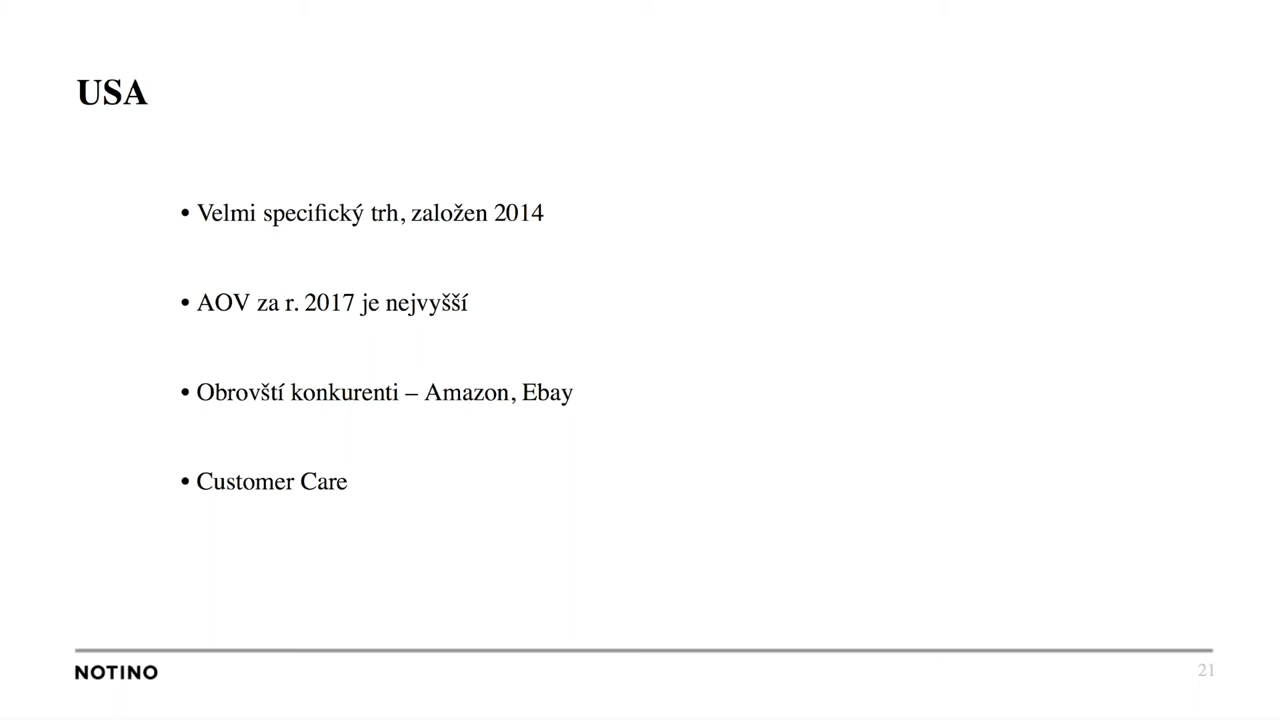 USA
• Velmi specifický trh, založen 2014
• AOV za r. 2017 je nejvyšší
• Obrovští konkurenti – Amazon, Ebay
• Customer Care
NOTINO
21